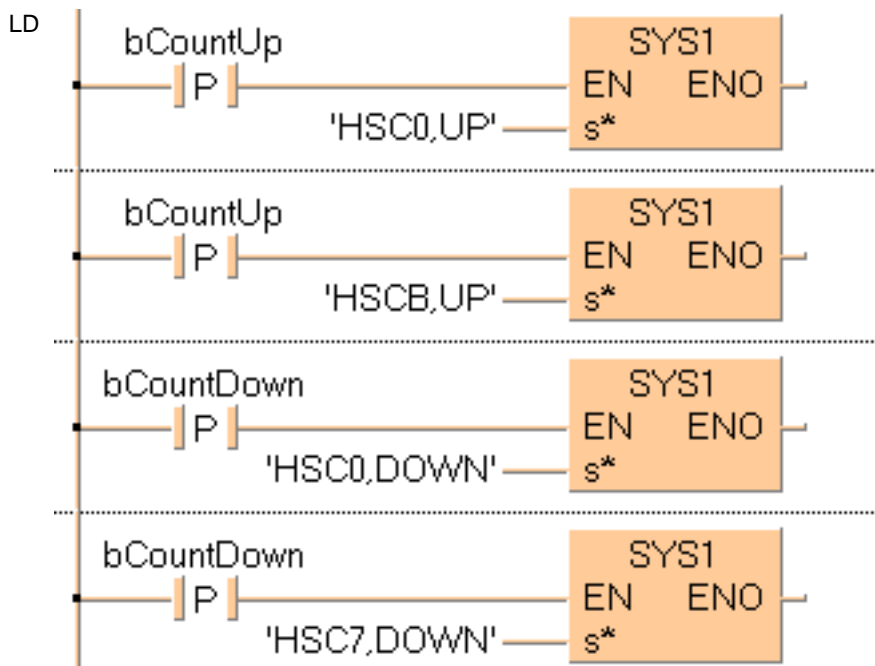 LD
bCountUp
P
SYS1
EN ENO
'HSC0,UP' s*
bCountUp
P
SYS1
EN ENO
'HSCB,UP' s*
bCountDown
P
SYS1
EN ENO
'HSC0,DOWN' s*
bCountDown
P
SYS1
EN ENO
'HSC7,DOWN' s*